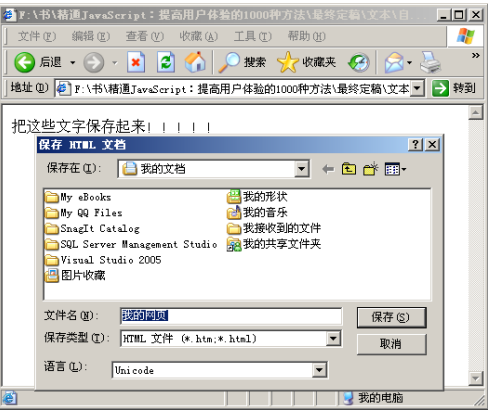 F:\书\精通JavaScript：提高用户体验的1000种方法\最终定稿\文本\自...
文件(F) 编辑(E) 查看(V) 收藏(A) 工具(T) 帮助(H)
后退 搜索 收藏夹 »
地址(D) F:\书\精通JavaScript：提高用户体验的1000种方法\最终定稿\文本 转到
把这些文字保存起来！！！！！
保存 HTML 文档
保存在(I): 我的文档
My eBooks
My QQ Files
SnagIt Catalog
SQL Server Management Studio
Visual Studio 2005
图片收藏
我的形状
我的音乐
我接收到的文件
我的共享文件夹
文件名(N): 我的网页 保存(S)
保存类型(T): HTML 文件 (*.htm;*.html) 取消
语言(L): Unicode
我的电脑